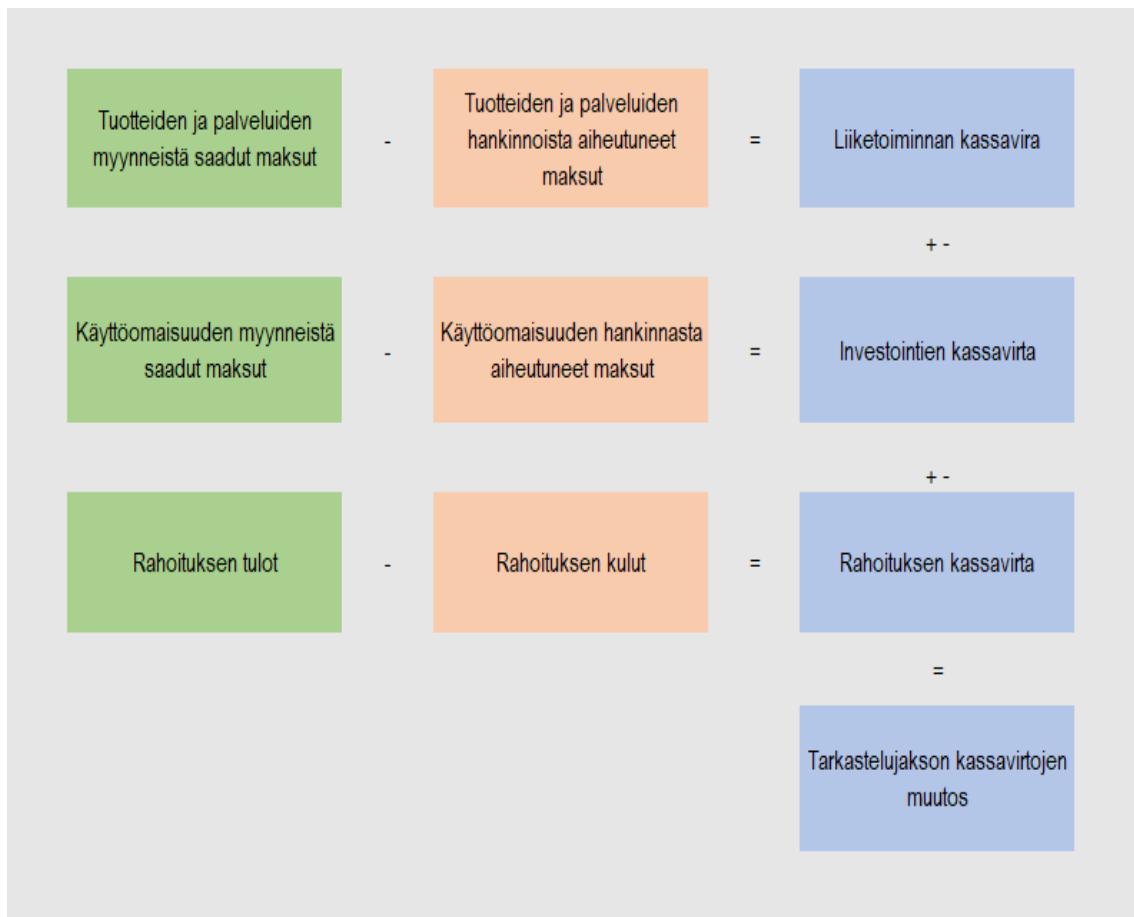 Tuotteiden ja palveluiden
myynneistä saadut maksut
-
Tuotteiden ja palveluiden
hankinnoista aiheutuneet
maksut
=
Liiketoiminnan kassavira
+ -
Käyttöomaisuuden myynneistä
saadut maksut
-
Käyttöomaisuuden hankinnasta
aiheutuneet maksut
=
Investointien kassavirta
+ -
Rahoituksen tulot
-
Rahoituksen kulut
=
Rahoituksen kassavirta
=
Tarkastelujakson kassavirtojen
muutos